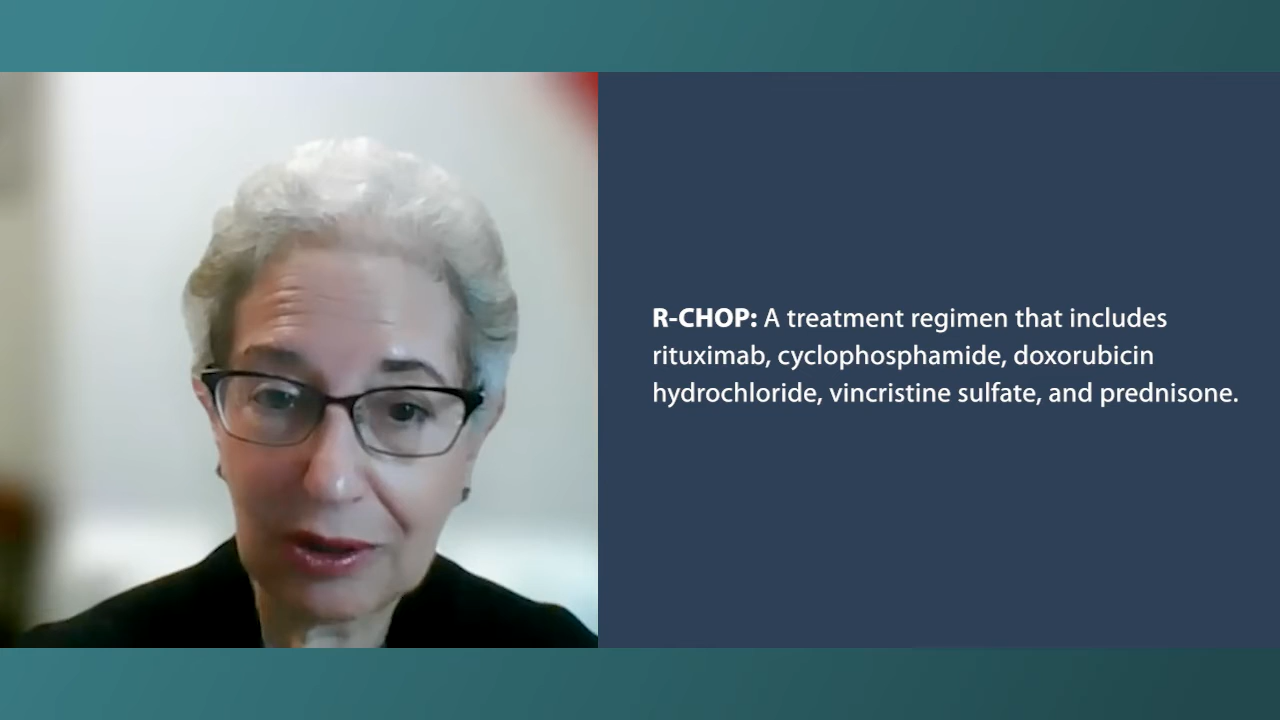 R-CHOP: A treatment regimen that includes
rituximab, cyclophosphamide, doxorubicin
hydrochloride, vincristine sulfate, and prednisone.